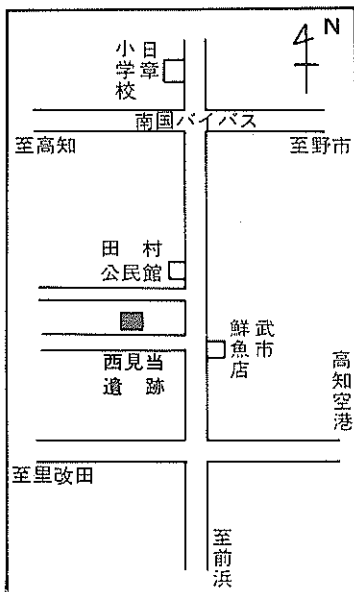 N
日章
小学校
南国バイパス
至高知
至野市
田村
公民館
武市
鮮魚店
西見当
遺跡
高知空港
至里改田
至前浜